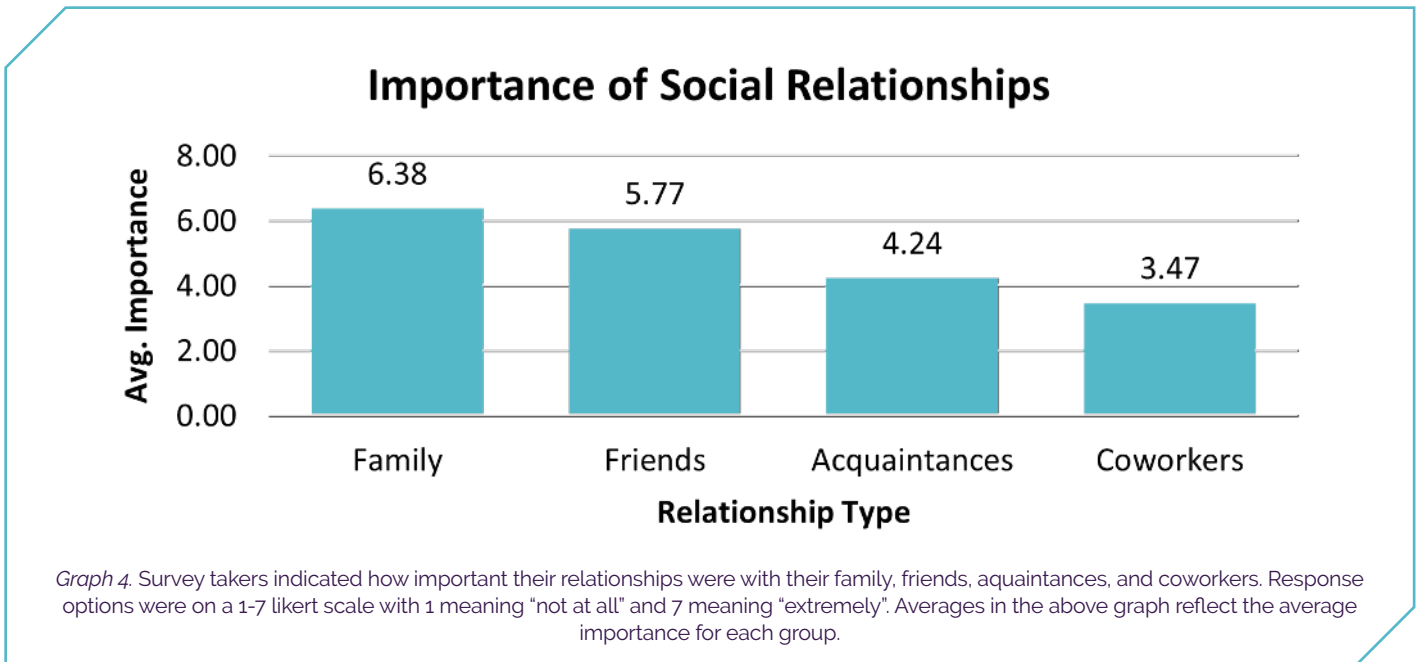 Importance of Social Relationships
Avg. Importance
8.00
6.00
4.00
2.00
0.00
6.38
5.77
4.24
3.47
Family Friends Acquaintances Coworkers
Relationship Type
Graph 4. Survey takers indicated how important their relationships were with their family, friends, aquaintances, and coworkers. Response
options were on a 1-7 likert scale with 1 meaning “not at all” and 7 meaning “extremely”. Averages in the above graph reflect the average
importance for each group.